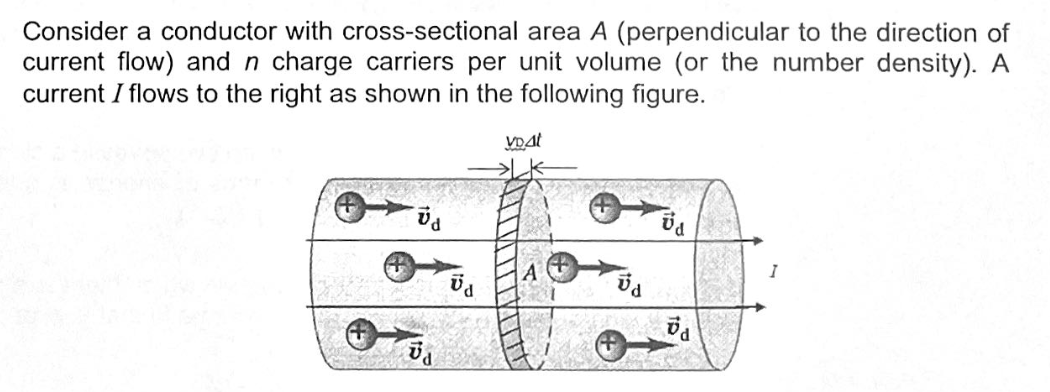 Consider a conductor with cross-sectional area A (perpendicular to the direction of
current flow) and n charge carriers per unit volume (or the number density). A
current I flows to the right as shown in the following figure.
vDΔt
+ v⃗d + v⃗d
+ v⃗d A + v⃗d I
+ v⃗d + v⃗d